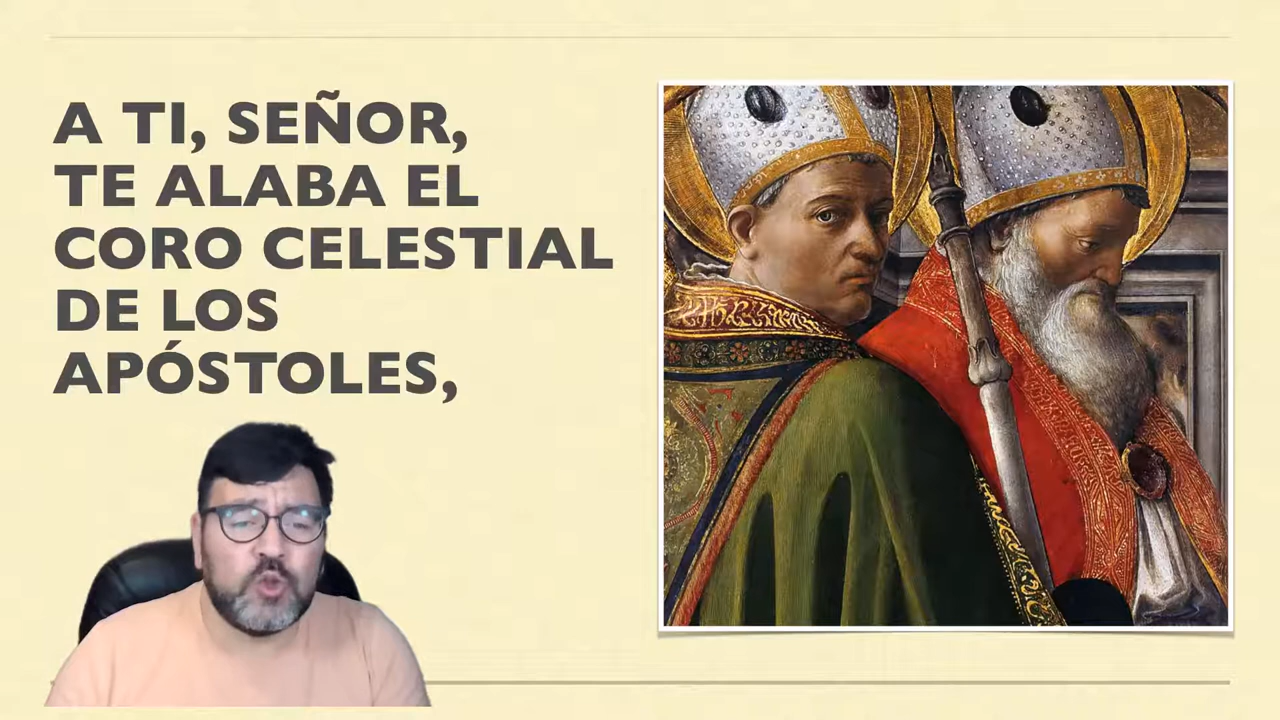 A TI, SEÑOR,
TE ALABA EL
CORO CELESTIAL
DE LOS
APÓSTOLES,